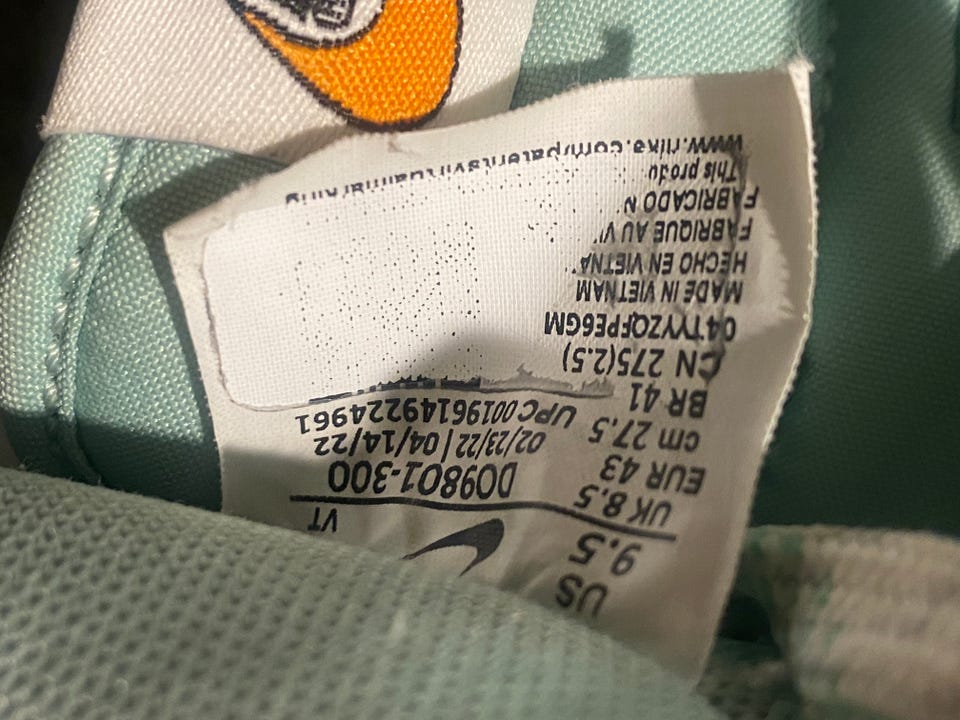 US
9.5 VT
UK 8.5 DO9801-300
EUR 43 02/23/22 | 04/14/22
cm 27.5 UPC 00196149224961
BR 41
CN 275(2.5)
04TYYZQFPE6GM
MADE IN VIETNAM
HECHO EN VIETNA
FABRIQUE AU VI
FABRICADO N
This produ
www.nike.com/patentsvirtualmarking